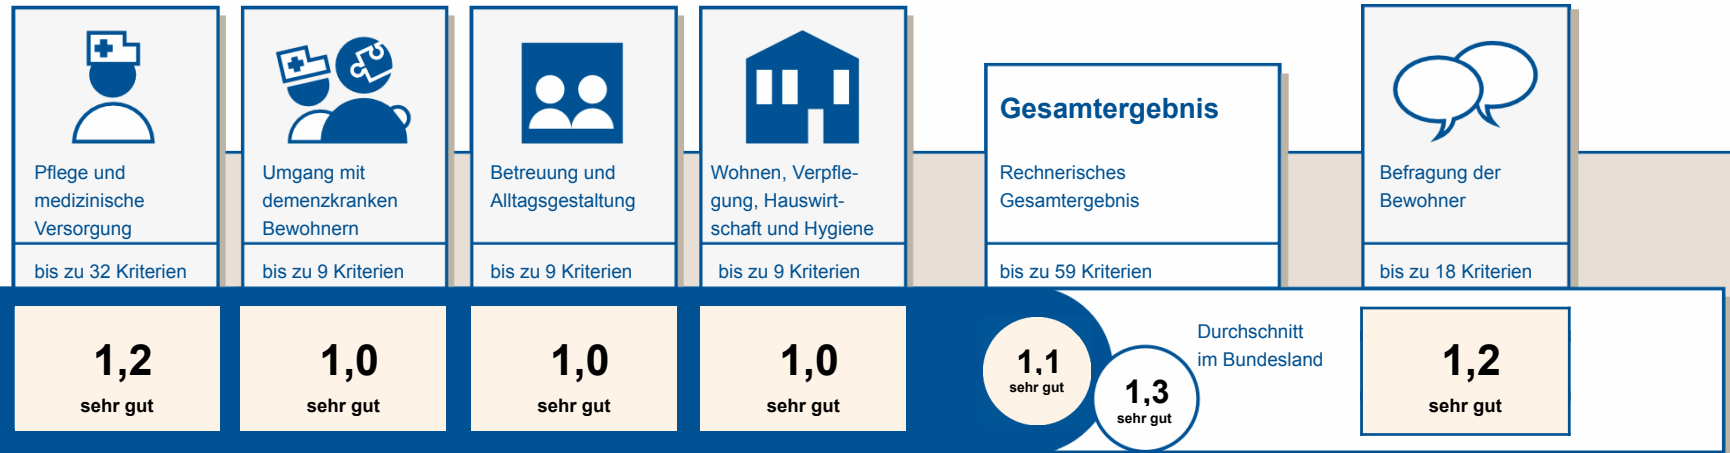 Pflege und
medizinische
Versorgung
bis zu 32 Kriterien
1,2
sehr gut
Umgang mit
demenzkranken
Bewohnern
bis zu 9 Kriterien
1,0
sehr gut
Betreuung und
Alltagsgestaltung
bis zu 9 Kriterien
1,0
sehr gut
Wohnen, Verpfle-
gung, Hauswirt-
schaft und Hygiene
bis zu 9 Kriterien
1,0
sehr gut
Gesamtergebnis
Rechnerisches
Gesamtergebnis
bis zu 59 Kriterien
1,1
sehr gut
1,3
sehr gut
Durchschnitt
im Bundesland
Befragung der
Bewohner
bis zu 18 Kriterien
1,2
sehr gut